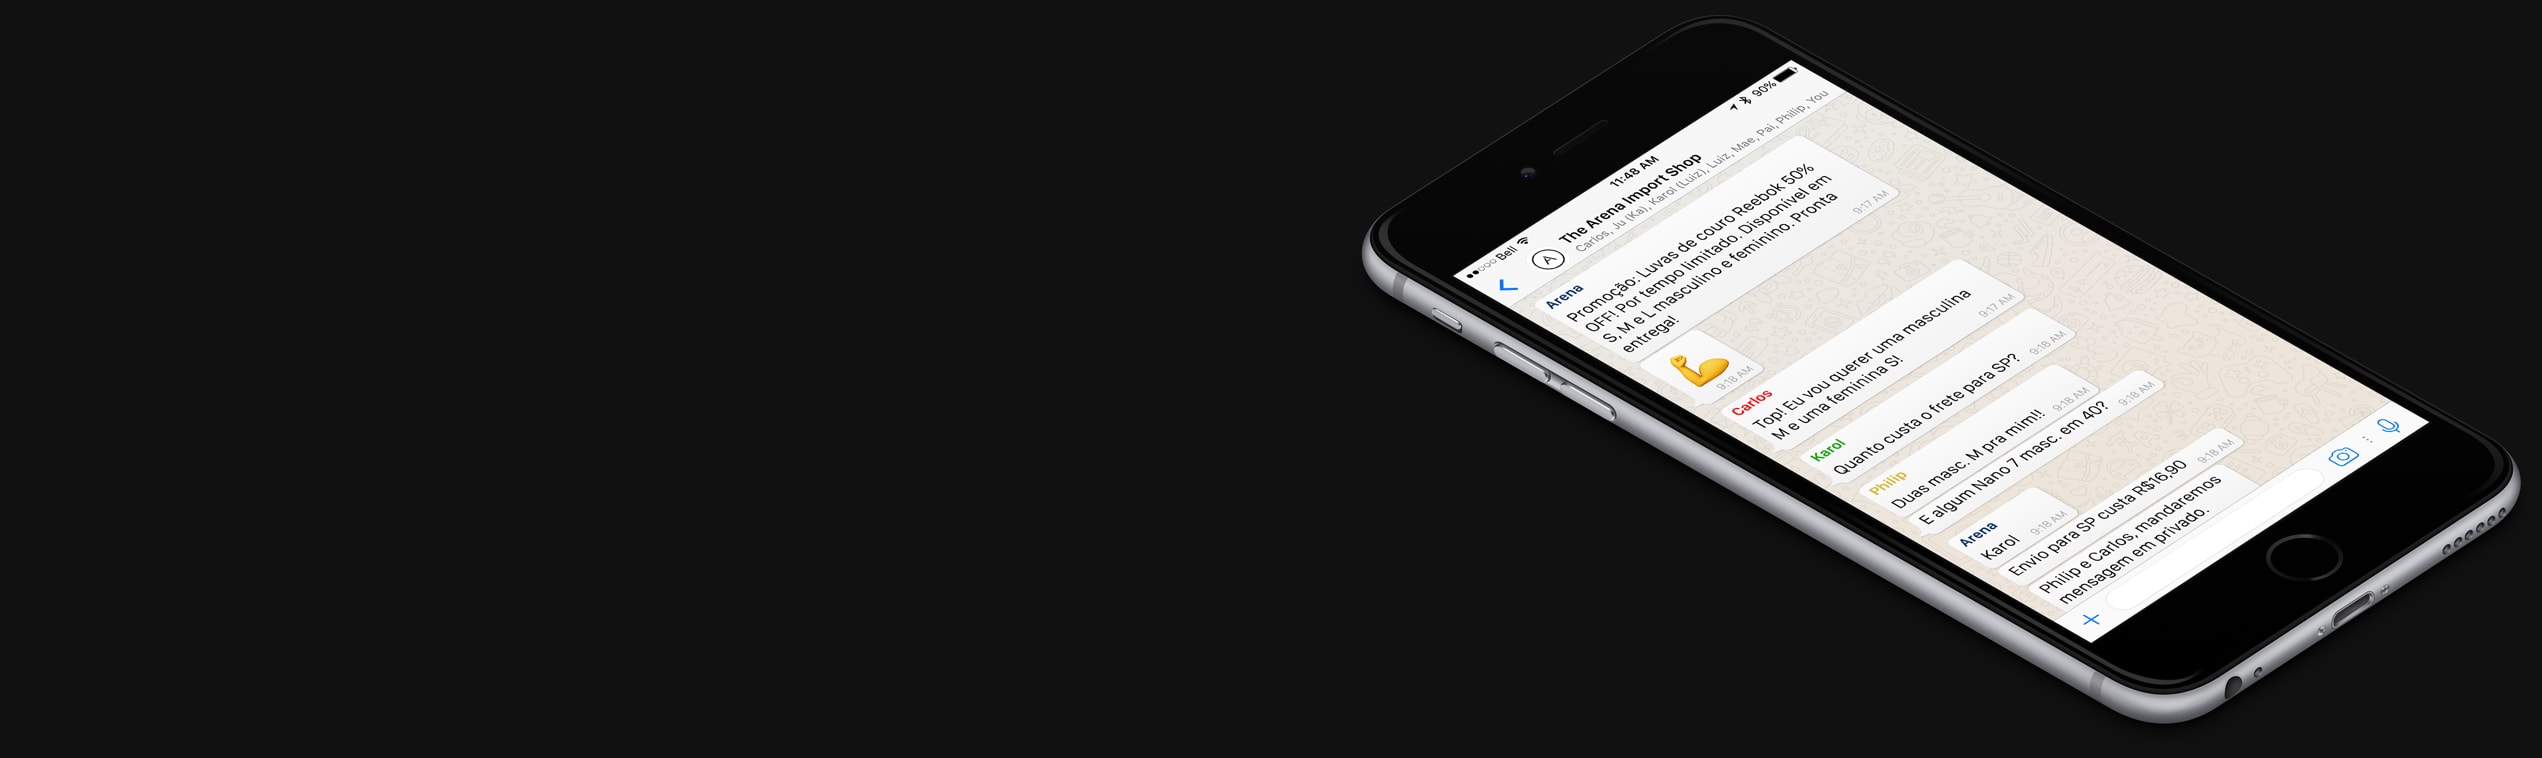 Bell
11:48 AM
90%
A
The Arena Import Shop
Carlos, Ju (Ka), Karol (Luiz), Luiz, Mae, Pai, Philip, You
Arena
Promoção: Luvas de couro Reebok 50%
OFF! Por tempo limitado. Disponível em
S, M e L masculino e feminino. Pronta
entrega!
9:17 AM
9:18 AM
Carlos
Top! Eu vou querer uma masculina
M e uma feminina S!
9:17 AM
Karol
Quanto custa o frete para SP?
9:18 AM
Philip
Duas masc. M pra mim!!
9:18 AM
E algum Nano 7 masc. em 40?
9:18 AM
Arena
Karol
9:18 AM
Envio para SP custa R$16,90
9:18 AM
Philip e Carlos, mandaremos
mensagem em privado.